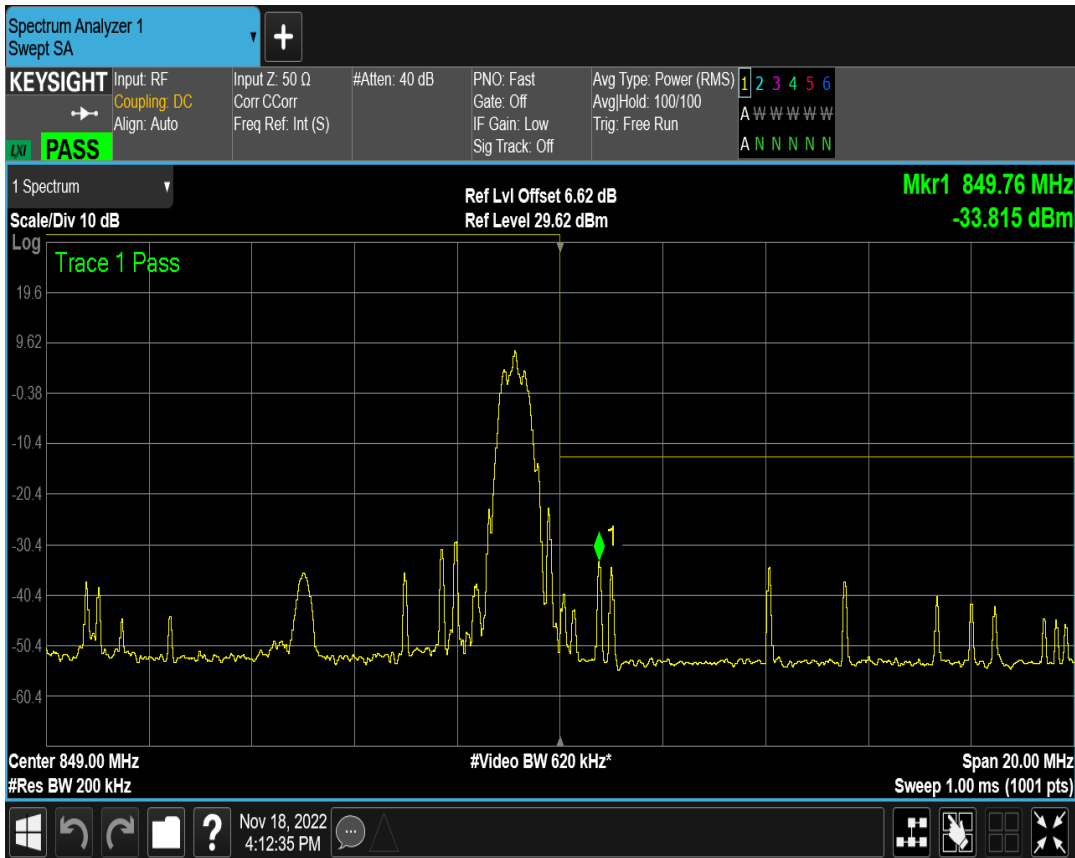 Spectrum Analyzer 1
Swept SA
+
KEYSIGHT
LXI PASS
Input: RF
Coupling: DC
Align: Auto
Input Z: 50 Ω
Corr CCorr
Freq Ref: Int (S)
#Atten: 40 dB
PNO: Fast
Gate: Off
IF Gain: Low
Sig Track: Off
Avg Type: Power (RMS)
Avg|Hold: 100/100
Trig: Free Run
1 2 3 4 5 6
A W W W W W
A N N N N N
1 Spectrum
Scale/Div 10 dB
Ref Lvl Offset 6.62 dB
Ref Level 29.62 dBm
Mkr1 849.76 MHz
-33.815 dBm
Log
Trace 1 Pass
19.6
9.62
-0.38
-10.4
-20.4
-30.4
-40.4
-50.4
-60.4
1
Center 849.00 MHz
#Res BW 200 kHz
#Video BW 620 kHz*
Span 20.00 MHz
Sweep 1.00 ms (1001 pts)
?
Nov 18, 2022
4:12:35 PM